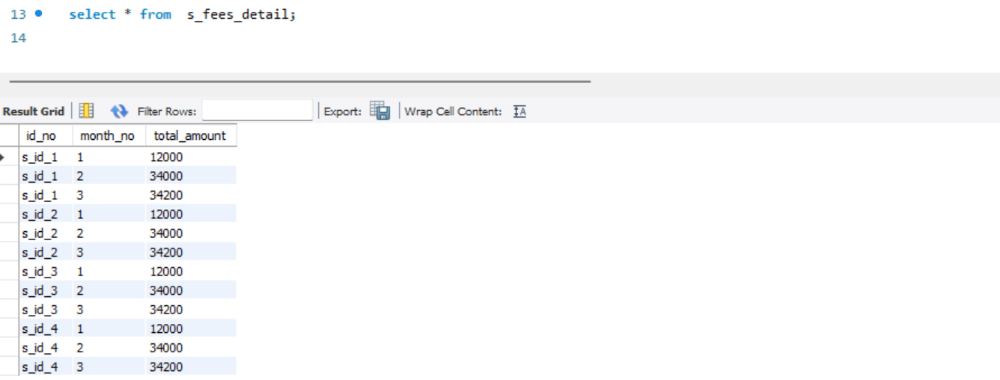 13 select * from s_fees_detail;
14
Result Grid Filter Rows: Export: Wrap Cell Content: IA
id_no month_no total_amount
s_id_1 1 12000
s_id_1 2 34000
s_id_1 3 34200
s_id_2 1 12000
s_id_2 2 34000
s_id_2 3 34200
s_id_3 1 12000
s_id_3 2 34000
s_id_3 3 34200
s_id_4 1 12000
s_id_4 2 34000
s_id_4 3 34200